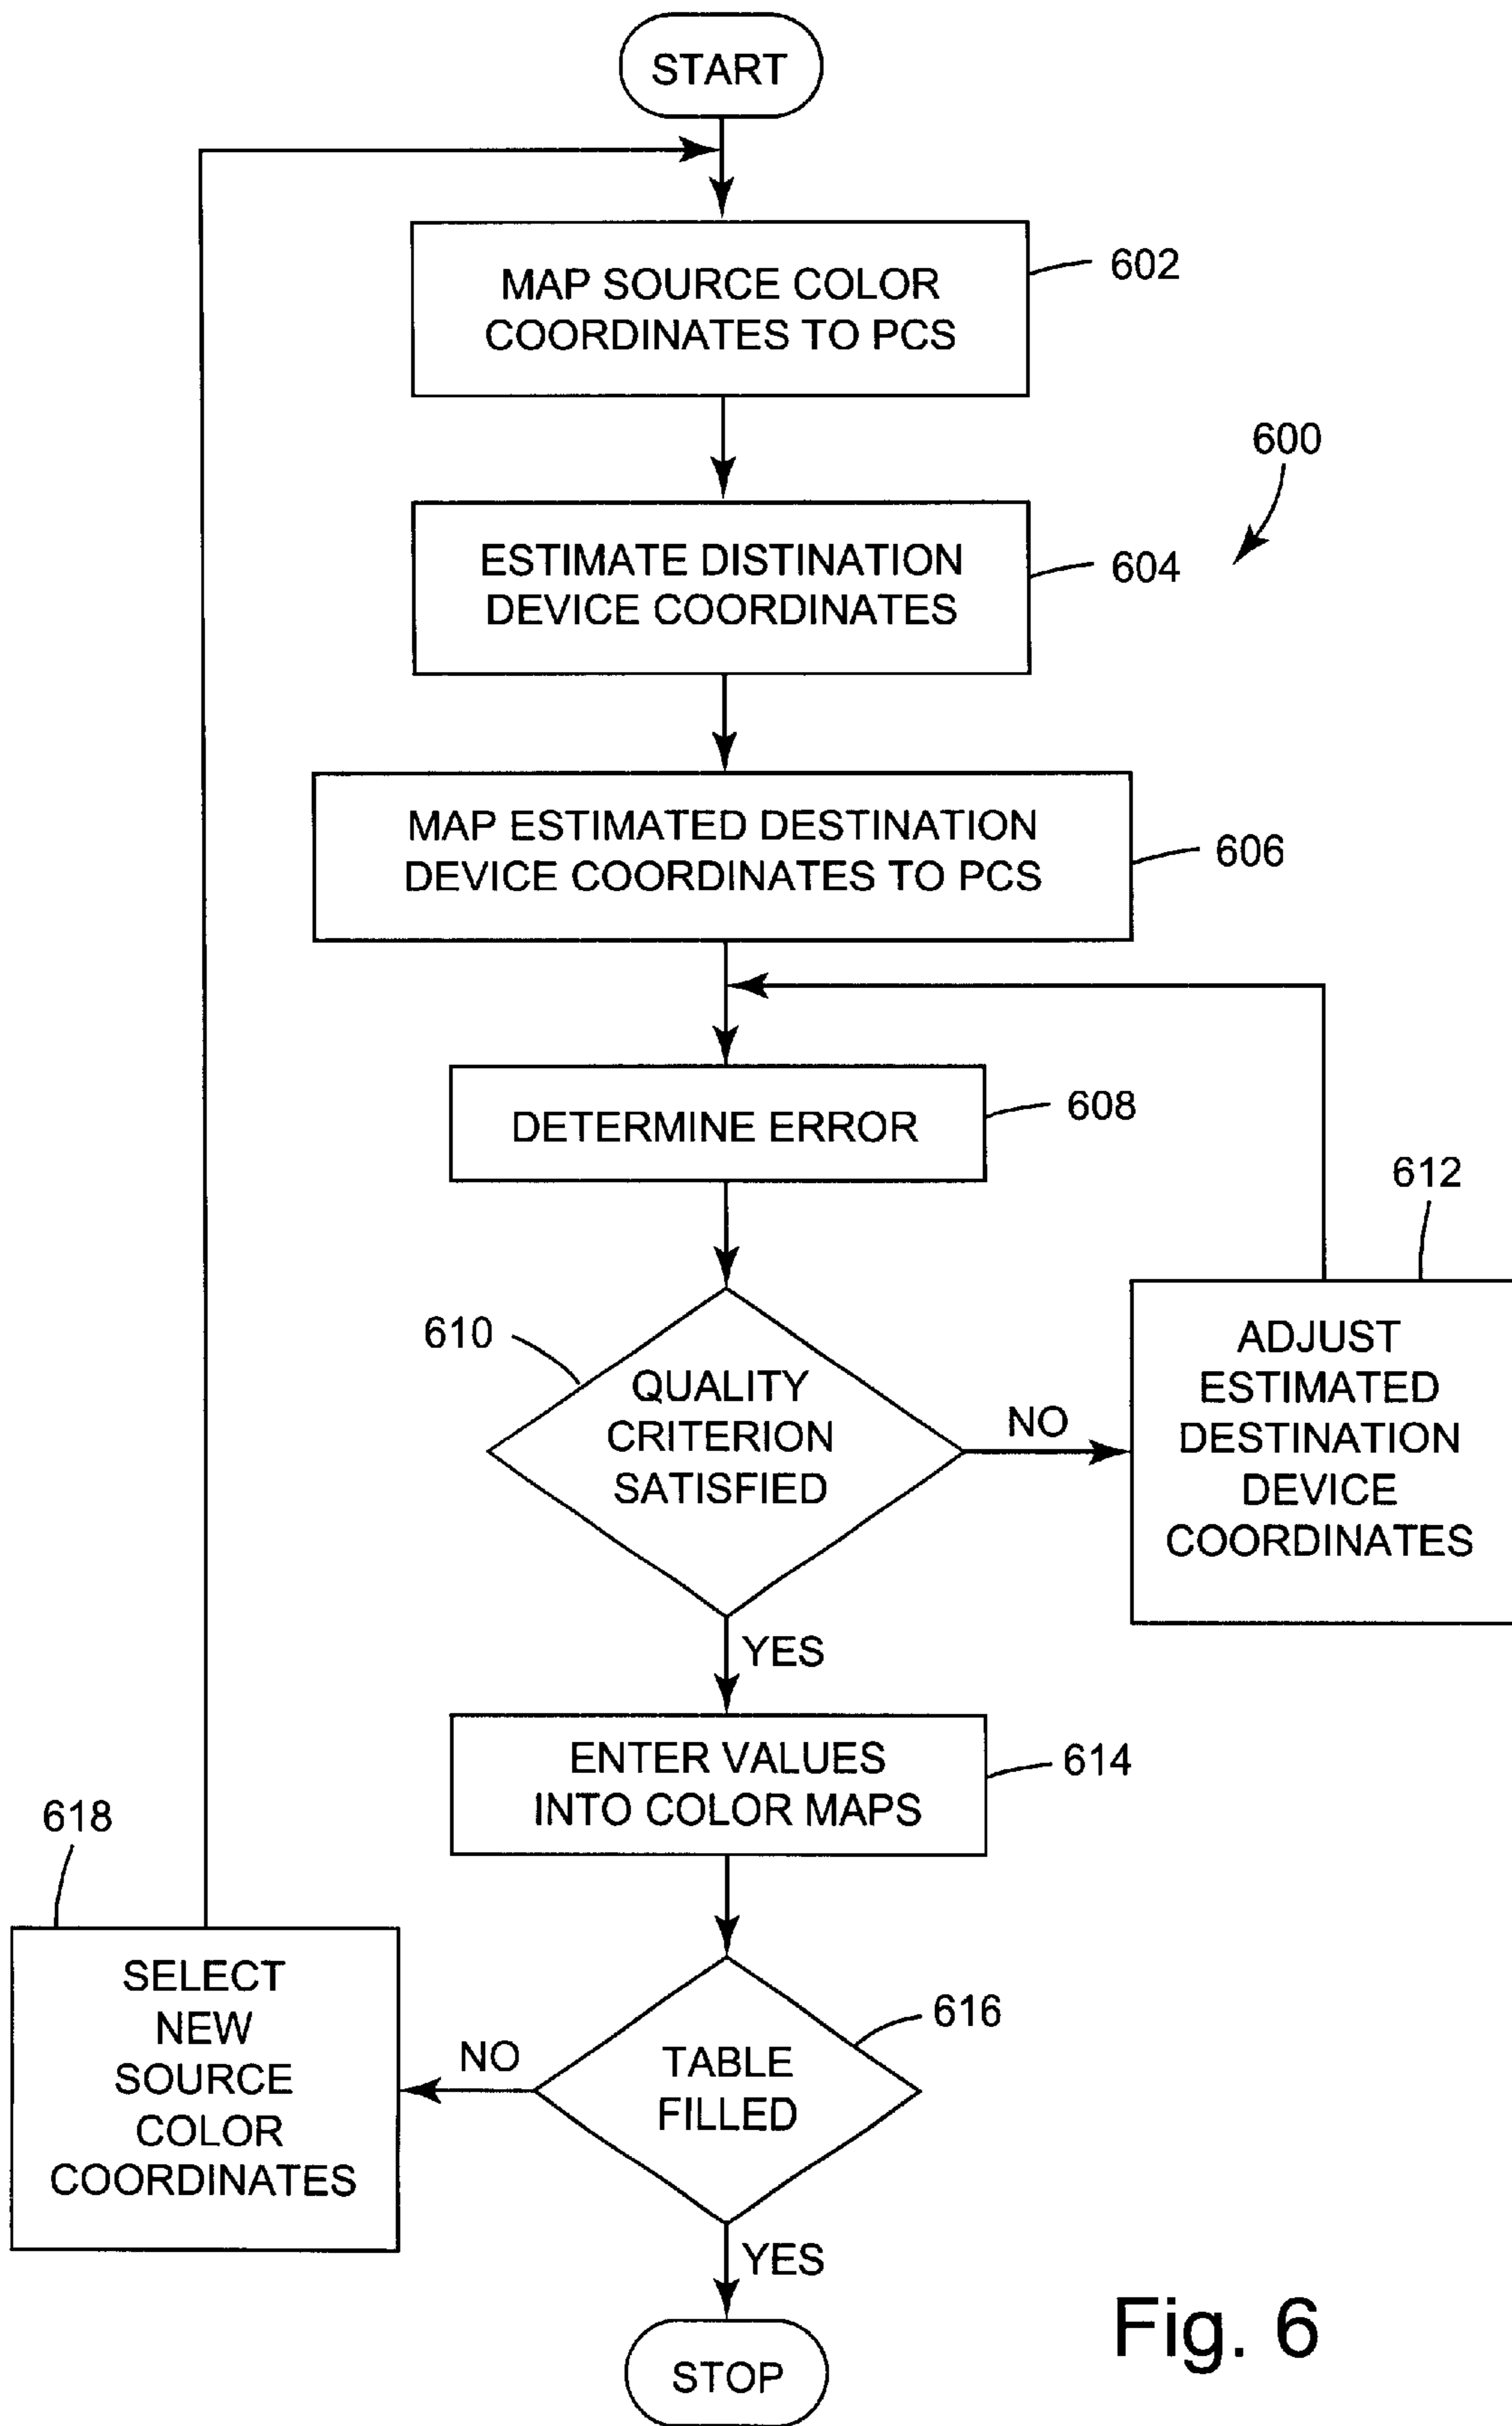 START
MAP SOURCE COLOR
COORDINATES TO PCS
602
600
ESTIMATE DISTINATION
DEVICE COORDINATES
604
MAP ESTIMATED DESTINATION
DEVICE COORDINATES TO PCS
606
DETERMINE ERROR
608
612
610
QUALITY
CRITERION
SATISFIED
NO
ADJUST
ESTIMATED
DESTINATION
DEVICE
COORDINATES
YES
ENTER VALUES
INTO COLOR MAPS
614
618
SELECT
NEW
SOURCE
COLOR
COORDINATES
NO
616
TABLE
FILLED
YES
STOP
Fig. 6